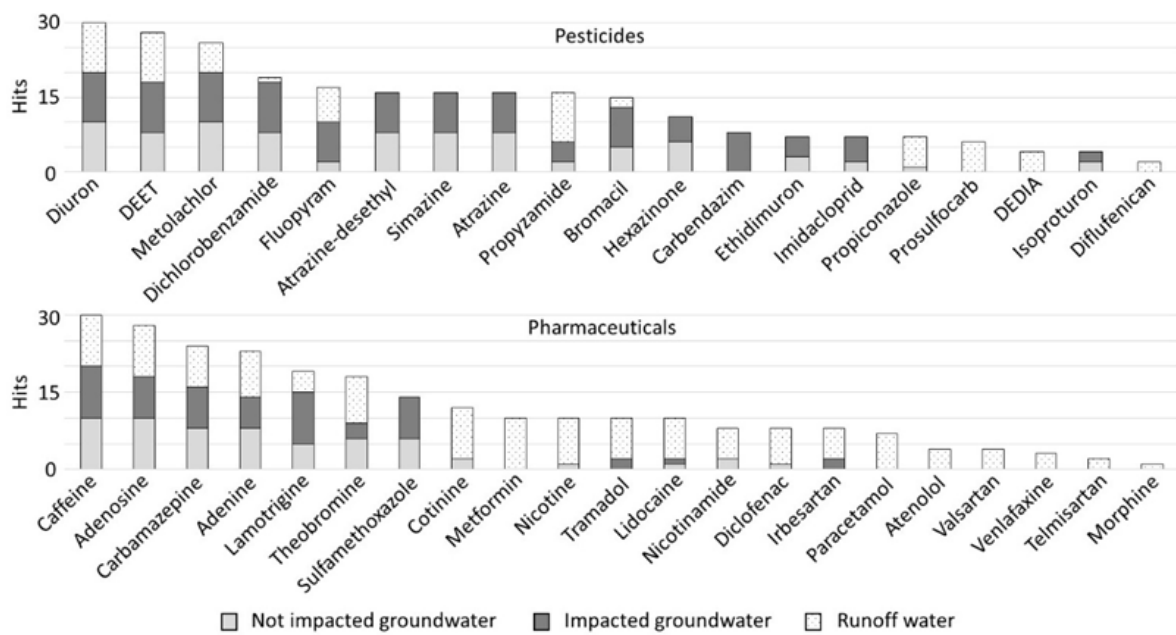 Pesticides
Hits
30
15
0
Diuron
DEET
Metolachlor
Dichlorobenzamide
Fluopyram
Atrazine-desethyl
Simazine
Atrazine
Propyzamide
Bromacil
Hexazinone
Carbendazim
Ethidimuron
Imidacloprid
Propiconazole
Prosulfocarb
DEDIA
Isoproturon
Diflufenican
Pharmaceuticals
Hits
30
15
0
Caffeine
Adenosine
Carbamazepine
Adenine
Lamotrigine
Theobromine
Sulfamethoxazole
Cotinine
Metformin
Nicotine
Tramadol
Lidocaine
Nicotinamide
Diclofenac
Irbesartan
Paracetamol
Atenolol
Valsartan
Venlafaxine
Telmisartan
Morphine
Not impacted groundwater
Impacted groundwater
Runoff water